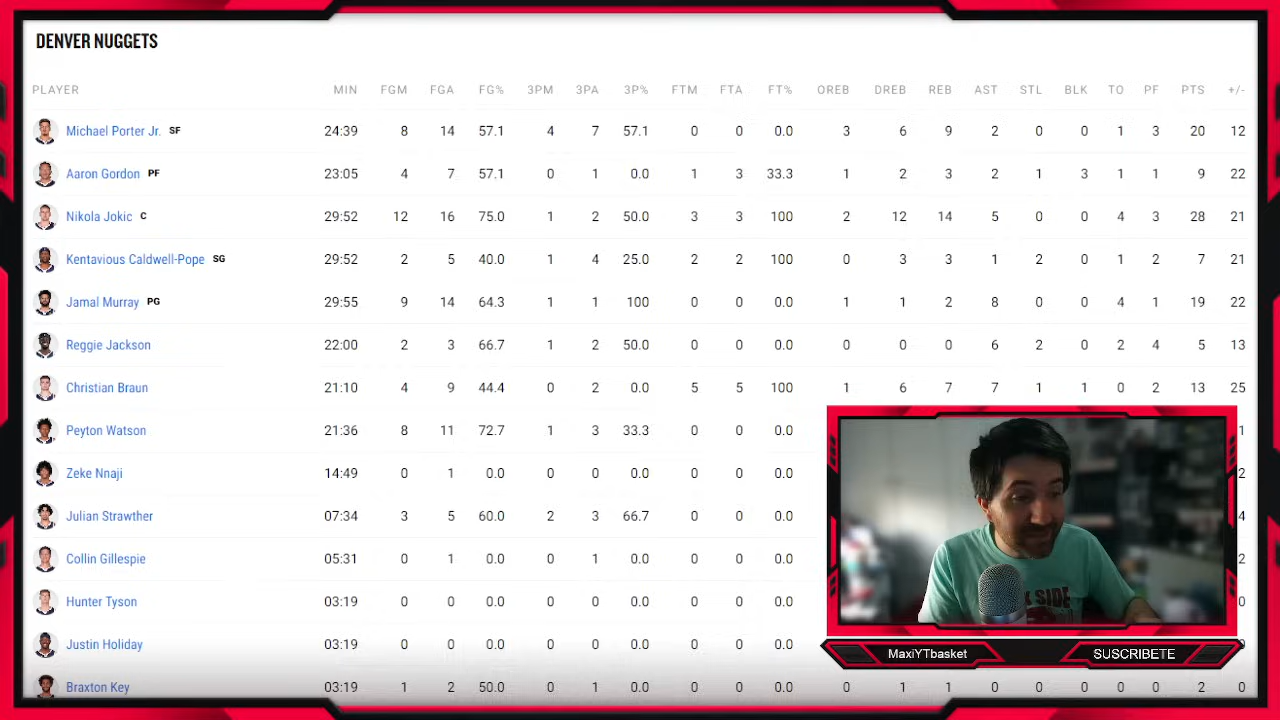 DENVER NUGGETS
PLAYER MIN FGM FGA FG% 3PM 3PA 3P% FTM FTA FT% OREB DREB REB AST STL BLK TO PF PTS +/-
Michael Porter Jr. SF 24:39 8 14 57.1 4 7 57.1 0 0 0.0 3 6 9 2 0 0 1 3 20 12
Aaron Gordon PF 23:05 4 7 57.1 0 1 0.0 1 3 33.3 1 2 3 2 1 3 1 1 9 22
Nikola Jokic C 29:52 12 16 75.0 1 2 50.0 3 3 100 2 12 14 5 0 0 4 3 28 21
Kentavious Caldwell-Pope SG 29:52 2 5 40.0 1 4 25.0 2 2 100 0 3 3 1 2 0 1 2 7 21
Jamal Murray PG 29:55 9 14 64.3 1 1 100 0 0 0.0 1 1 2 8 0 0 4 1 19 22
Reggie Jackson 22:00 2 3 66.7 1 2 50.0 0 0 0.0 0 0 0 6 2 0 2 4 5 13
Christian Braun 21:10 4 9 44.4 0 2 0.0 5 5 100 1 6 7 7 1 1 0 2 13 25
Peyton Watson 21:36 8 11 72.7 1 3 33.3 0 0 0.0 1
Zeke Nnaji 14:49 0 1 0.0 0 0 0.0 0 0 0.0 2
Julian Strawther 07:34 3 5 60.0 2 3 66.7 0 0 0.0 4
Collin Gillespie 05:31 0 1 0.0 0 1 0.0 0 0 0.0 2
Hunter Tyson 03:19 0 0 0.0 0 0 0.0 0 0 0.0 0
Justin Holiday 03:19 0 0 0.0 0 0 0.0 0 0 0.0
Braxton Key 03:19 1 2 50.0 0 1 0.0 0 0 0.0 0 1 1 0 0 0 0 0 2 0
SIDE
MaxiYTbasket
SUSCRIBETE